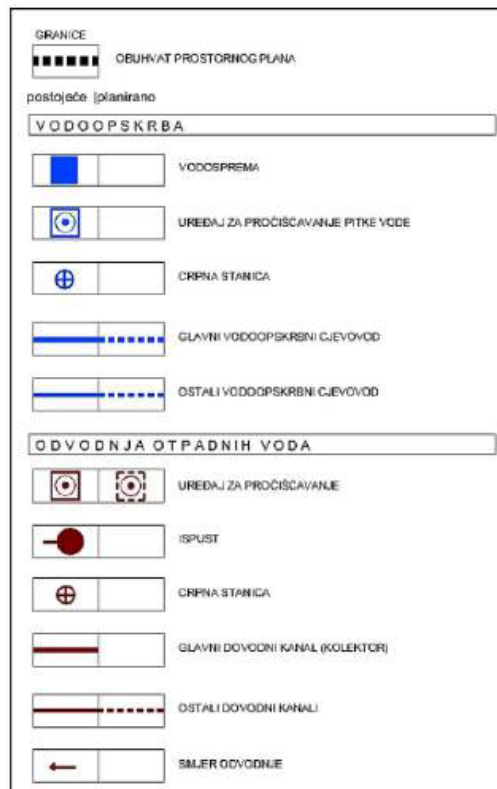 GRANICE
OBUHVAT PROSTORNOG PLANA
postojeće |planirano
VODOOPSKRBA
VODOSPREMA
UREĐAJ ZA PROČIŠĆAVANJE PITKE VODE
CRPNA STANICA
GLAVNI VODOOPSKRBNI CJEVOVOD
OSTALI VODOOPSKRBNI CJEVOVOD
ODVODNJA OTPADNIH VODA
UREĐAJ ZA PROČIŠĆAVANJE
ISPUST
CRPNA STANICA
GLAVNI DOVODNI KANAL (KOLEKTOR)
OSTALI DOVODNI KANALI
SMJER ODVODNJE